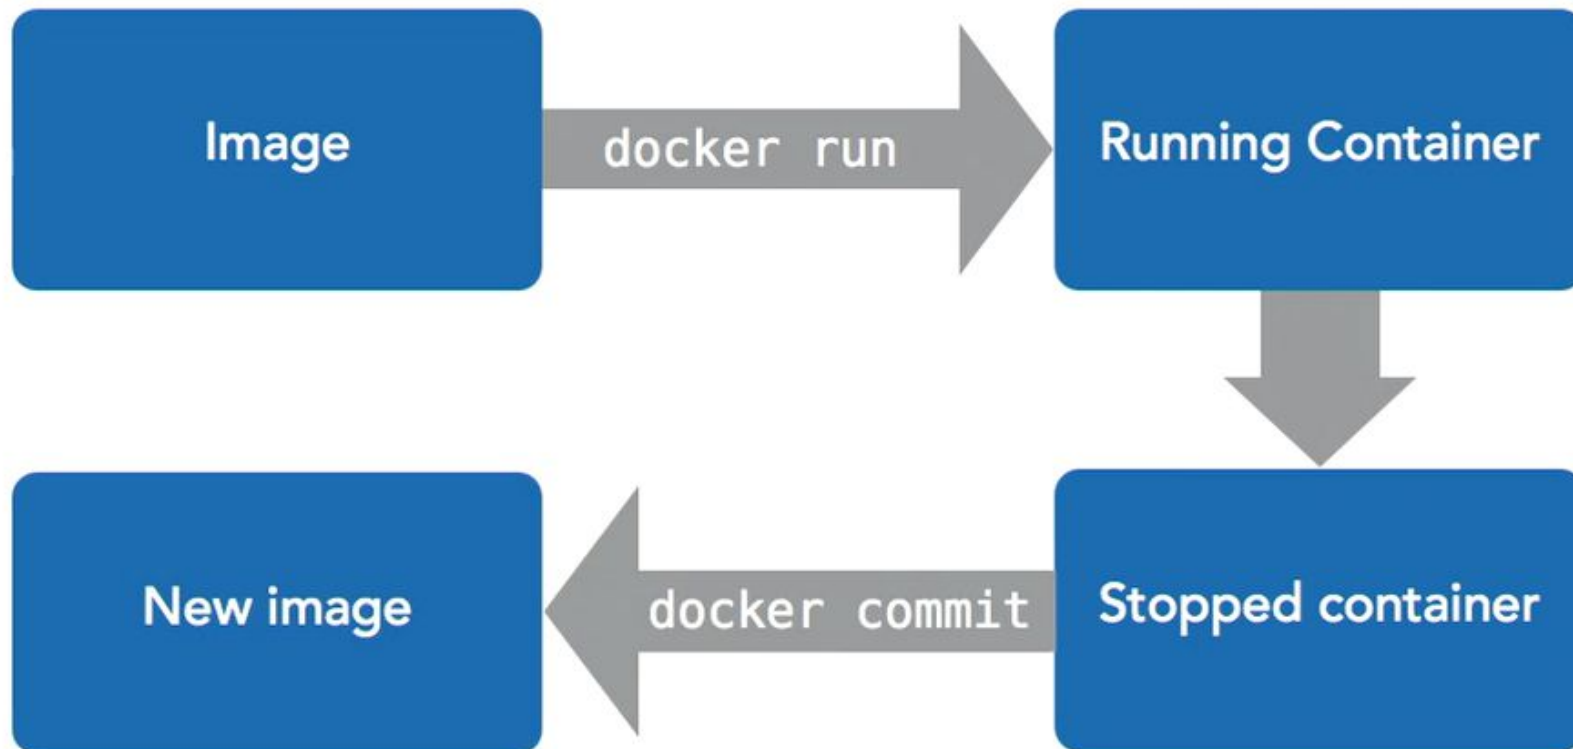 Image
docker run
Running Container
New image
docker commit
Stopped container